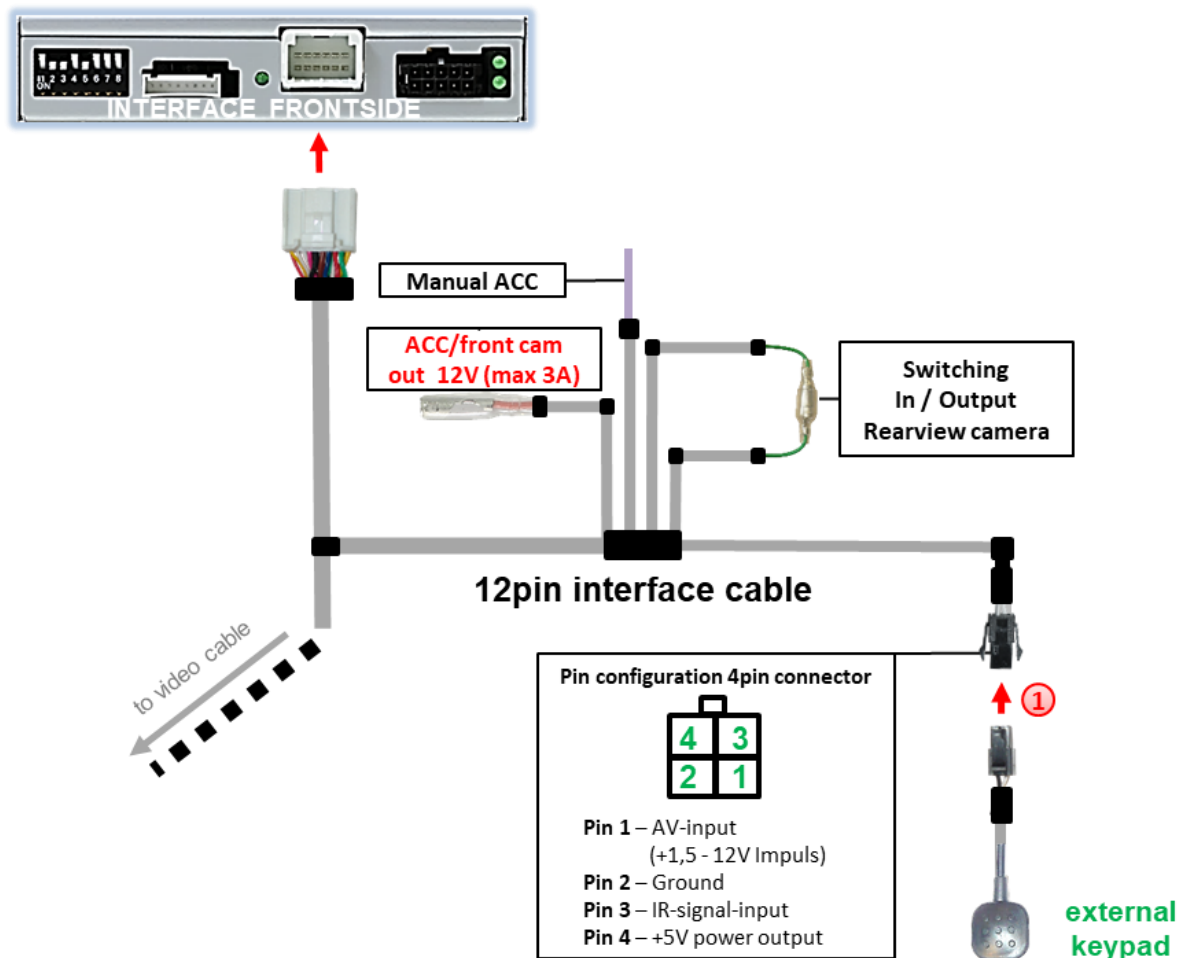 1 2 3 4 5 6 7 8
ON
INTERFACE FRONTSIDE
Manual ACC
ACC/front cam
out 12V (max 3A)
Switching
In / Output
Rearview camera
12pin interface cable
to video cable
Pin configuration 4pin connector
4 3
2 1
Pin 1 – AV-input
(+1,5 - 12V Impuls)
Pin 2 – Ground
Pin 3 – IR-signal-input
Pin 4 – +5V power output
1
external
keypad